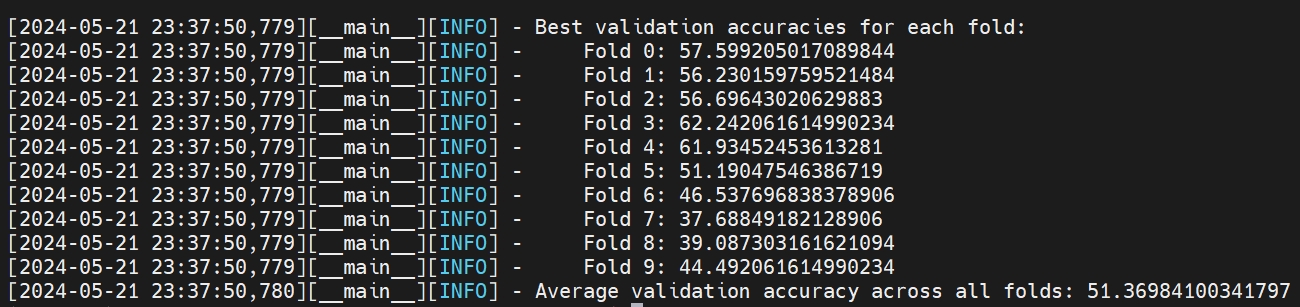 [2024-05-21 23:37:50,779][__main__][INFO] - Best validation accuracies for each fold:
[2024-05-21 23:37:50,779][__main__][INFO] -     Fold 0: 57.599205017089844
[2024-05-21 23:37:50,779][__main__][INFO] -     Fold 1: 56.230159759521484
[2024-05-21 23:37:50,779][__main__][INFO] -     Fold 2: 56.69643020629883
[2024-05-21 23:37:50,779][__main__][INFO] -     Fold 3: 62.242061614990234
[2024-05-21 23:37:50,779][__main__][INFO] -     Fold 4: 61.93452453613281
[2024-05-21 23:37:50,779][__main__][INFO] -     Fold 5: 51.19047546386719
[2024-05-21 23:37:50,779][__main__][INFO] -     Fold 6: 46.537696838378906
[2024-05-21 23:37:50,779][__main__][INFO] -     Fold 7: 37.68849182128906
[2024-05-21 23:37:50,779][__main__][INFO] -     Fold 8: 39.087303161621094
[2024-05-21 23:37:50,779][__main__][INFO] -     Fold 9: 44.492061614990234
[2024-05-21 23:37:50,780][__main__][INFO] - Average validation accuracy across all folds: 51.36984100341797